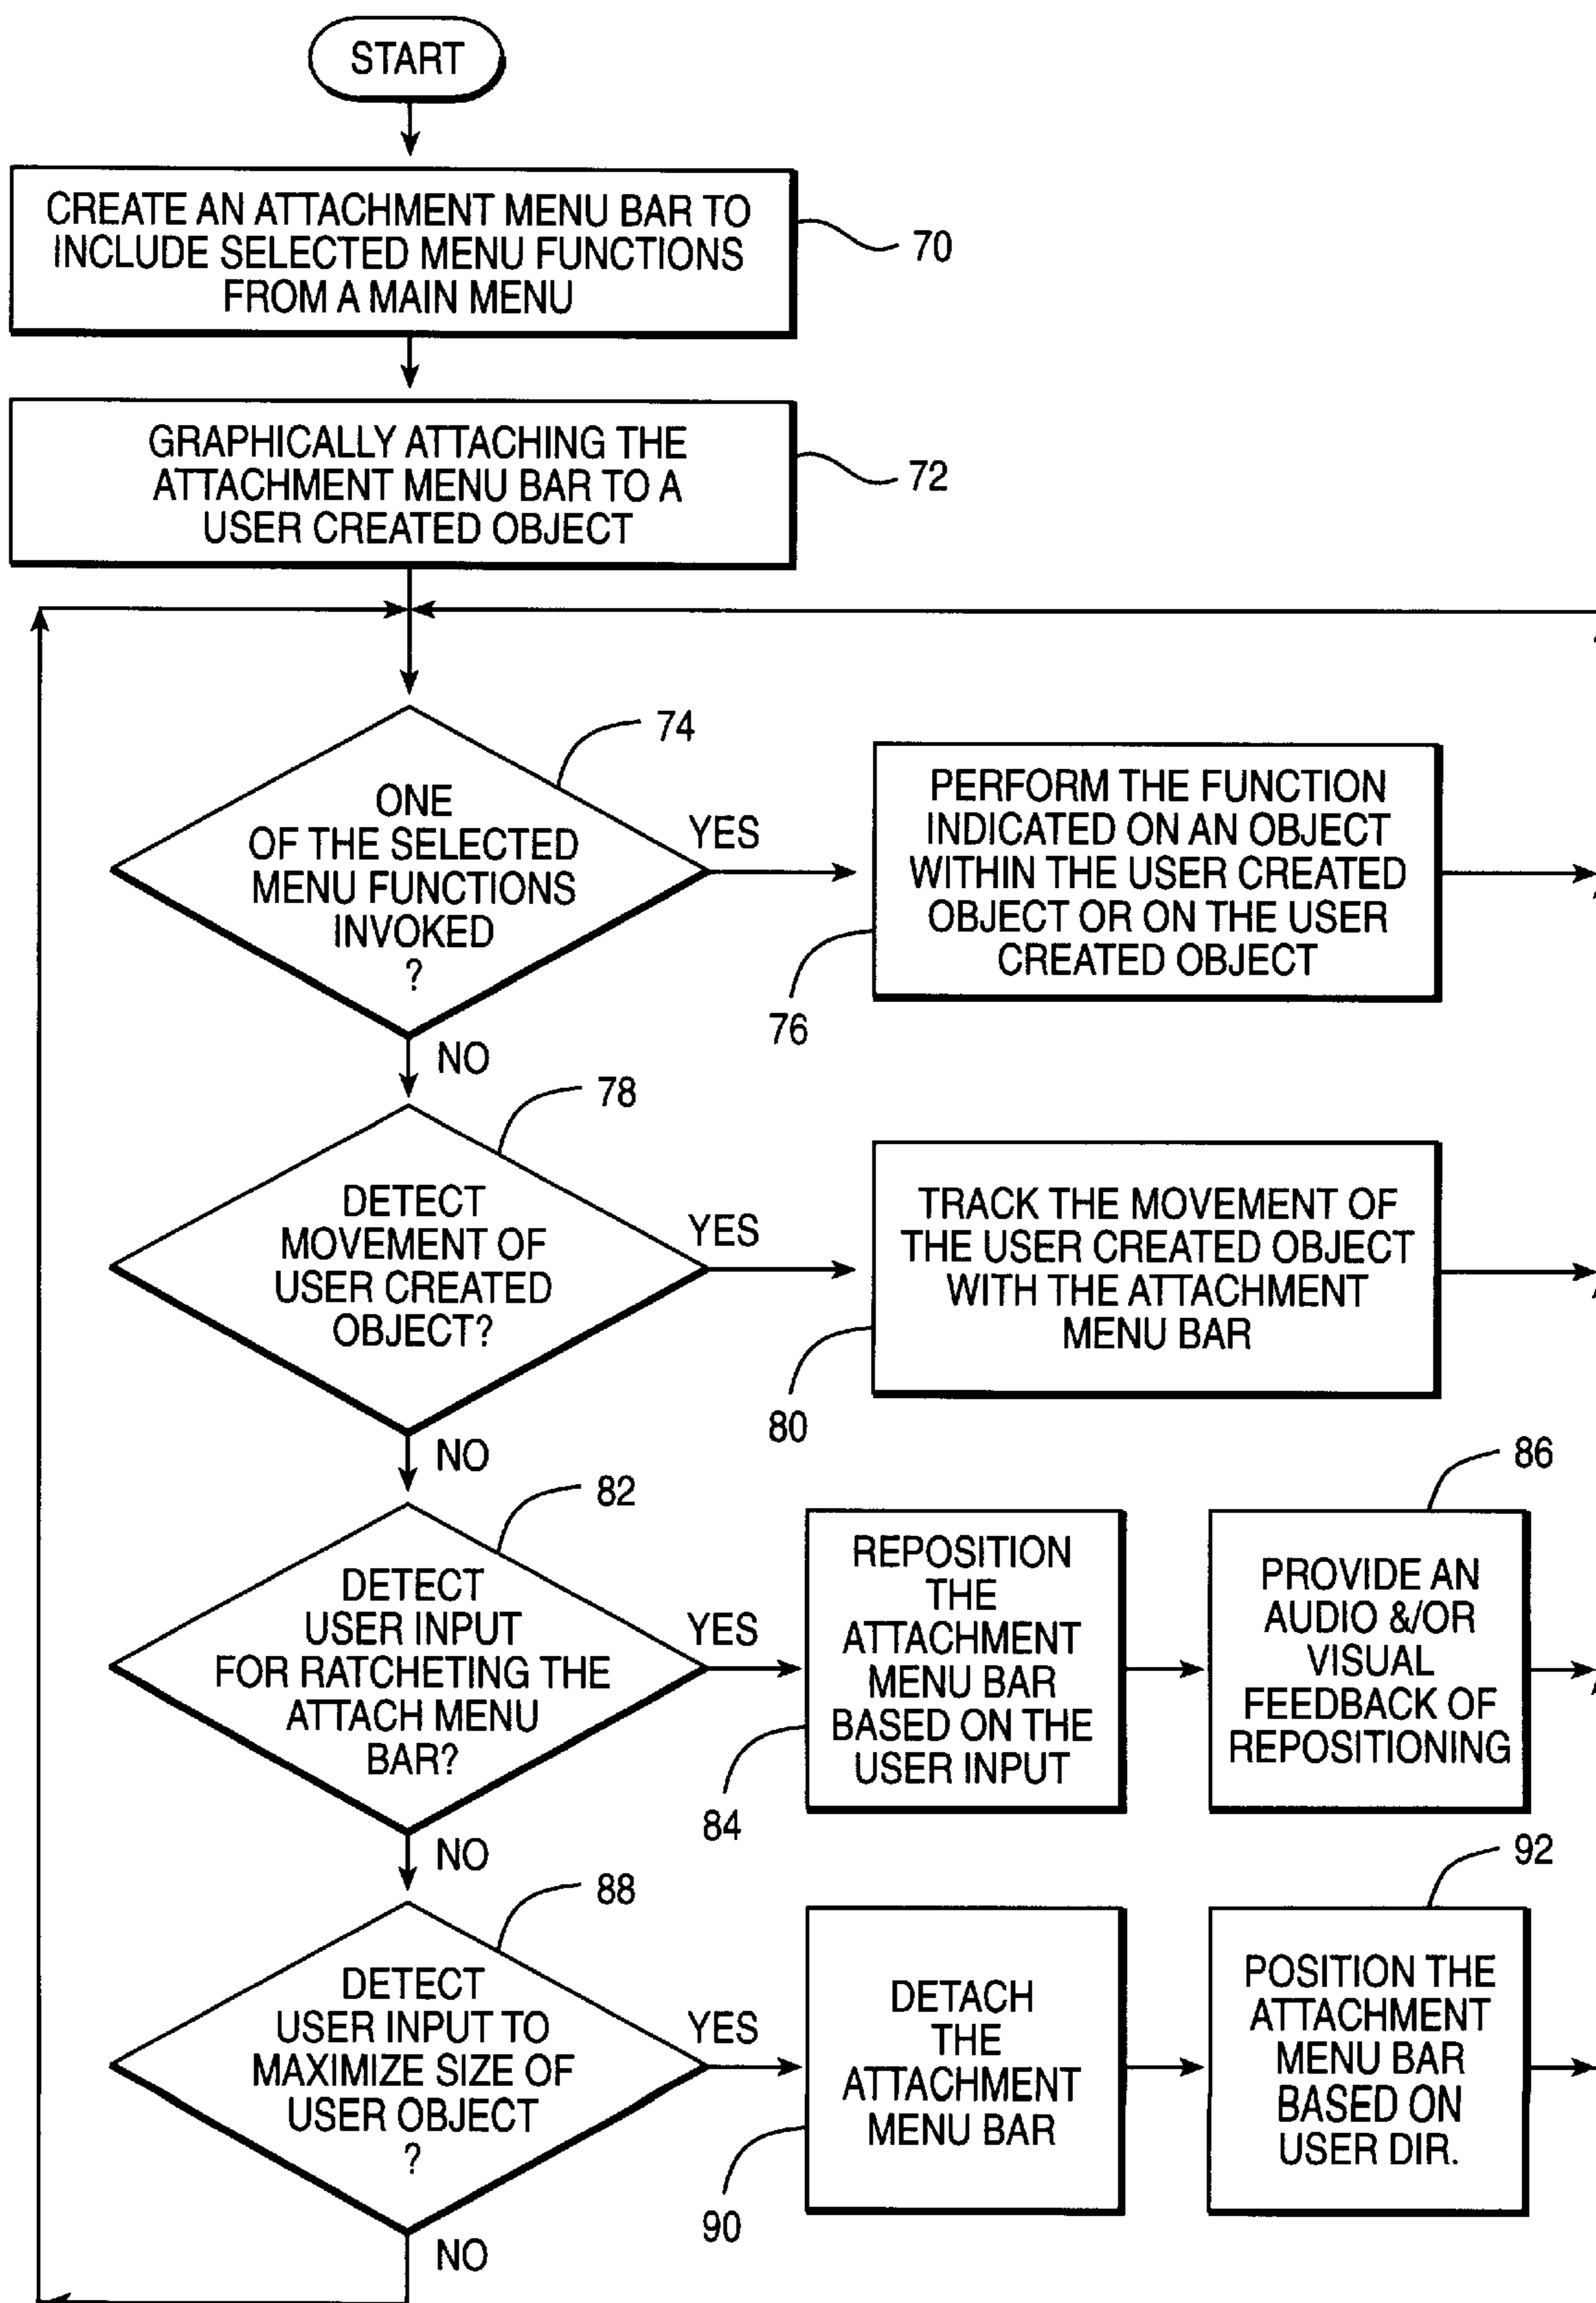 START
CREATE AN ATTACHMENT MENU BAR TO
INCLUDE SELECTED MENU FUNCTIONS
FROM A MAIN MENU
70
GRAPHICALLY ATTACHING THE
ATTACHMENT MENU BAR TO A
USER CREATED OBJECT
72
74
ONE
OF THE SELECTED
MENU FUNCTIONS
INVOKED
?
YES
PERFORM THE FUNCTION
INDICATED ON AN OBJECT
WITHIN THE USER CREATED
OBJECT OR ON THE USER
CREATED OBJECT
76
NO
78
DETECT
MOVEMENT OF
USER CREATED
OBJECT?
YES
TRACK THE MOVEMENT OF
THE USER CREATED OBJECT
WITH THE ATTACHMENT
MENU BAR
80
NO
82
DETECT
USER INPUT
FOR RATCHETING THE
ATTACH MENU
BAR?
YES
REPOSITION
THE
ATTACHMENT
MENU BAR
BASED ON THE
USER INPUT
84
86
PROVIDE AN
AUDIO &/OR
VISUAL
FEEDBACK OF
REPOSITIONING
NO
88
DETECT
USER INPUT TO
MAXIMIZE SIZE OF
USER OBJECT
?
YES
DETACH
THE
ATTACHMENT
MENU BAR
90
92
POSITION THE
ATTACHMENT
MENU BAR
BASED ON
USER DIR.
NO